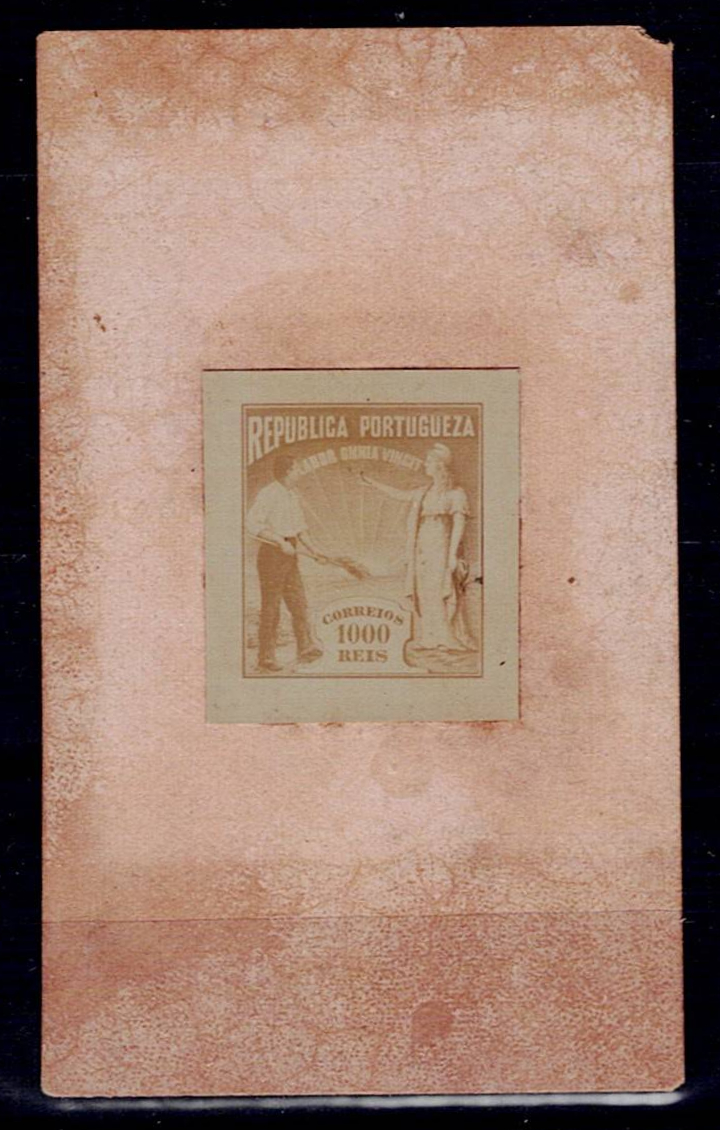 REPUBLICA PORTUGUEZA
LABOR OMNIA VINCIT
CORREIOS
1000
REIS